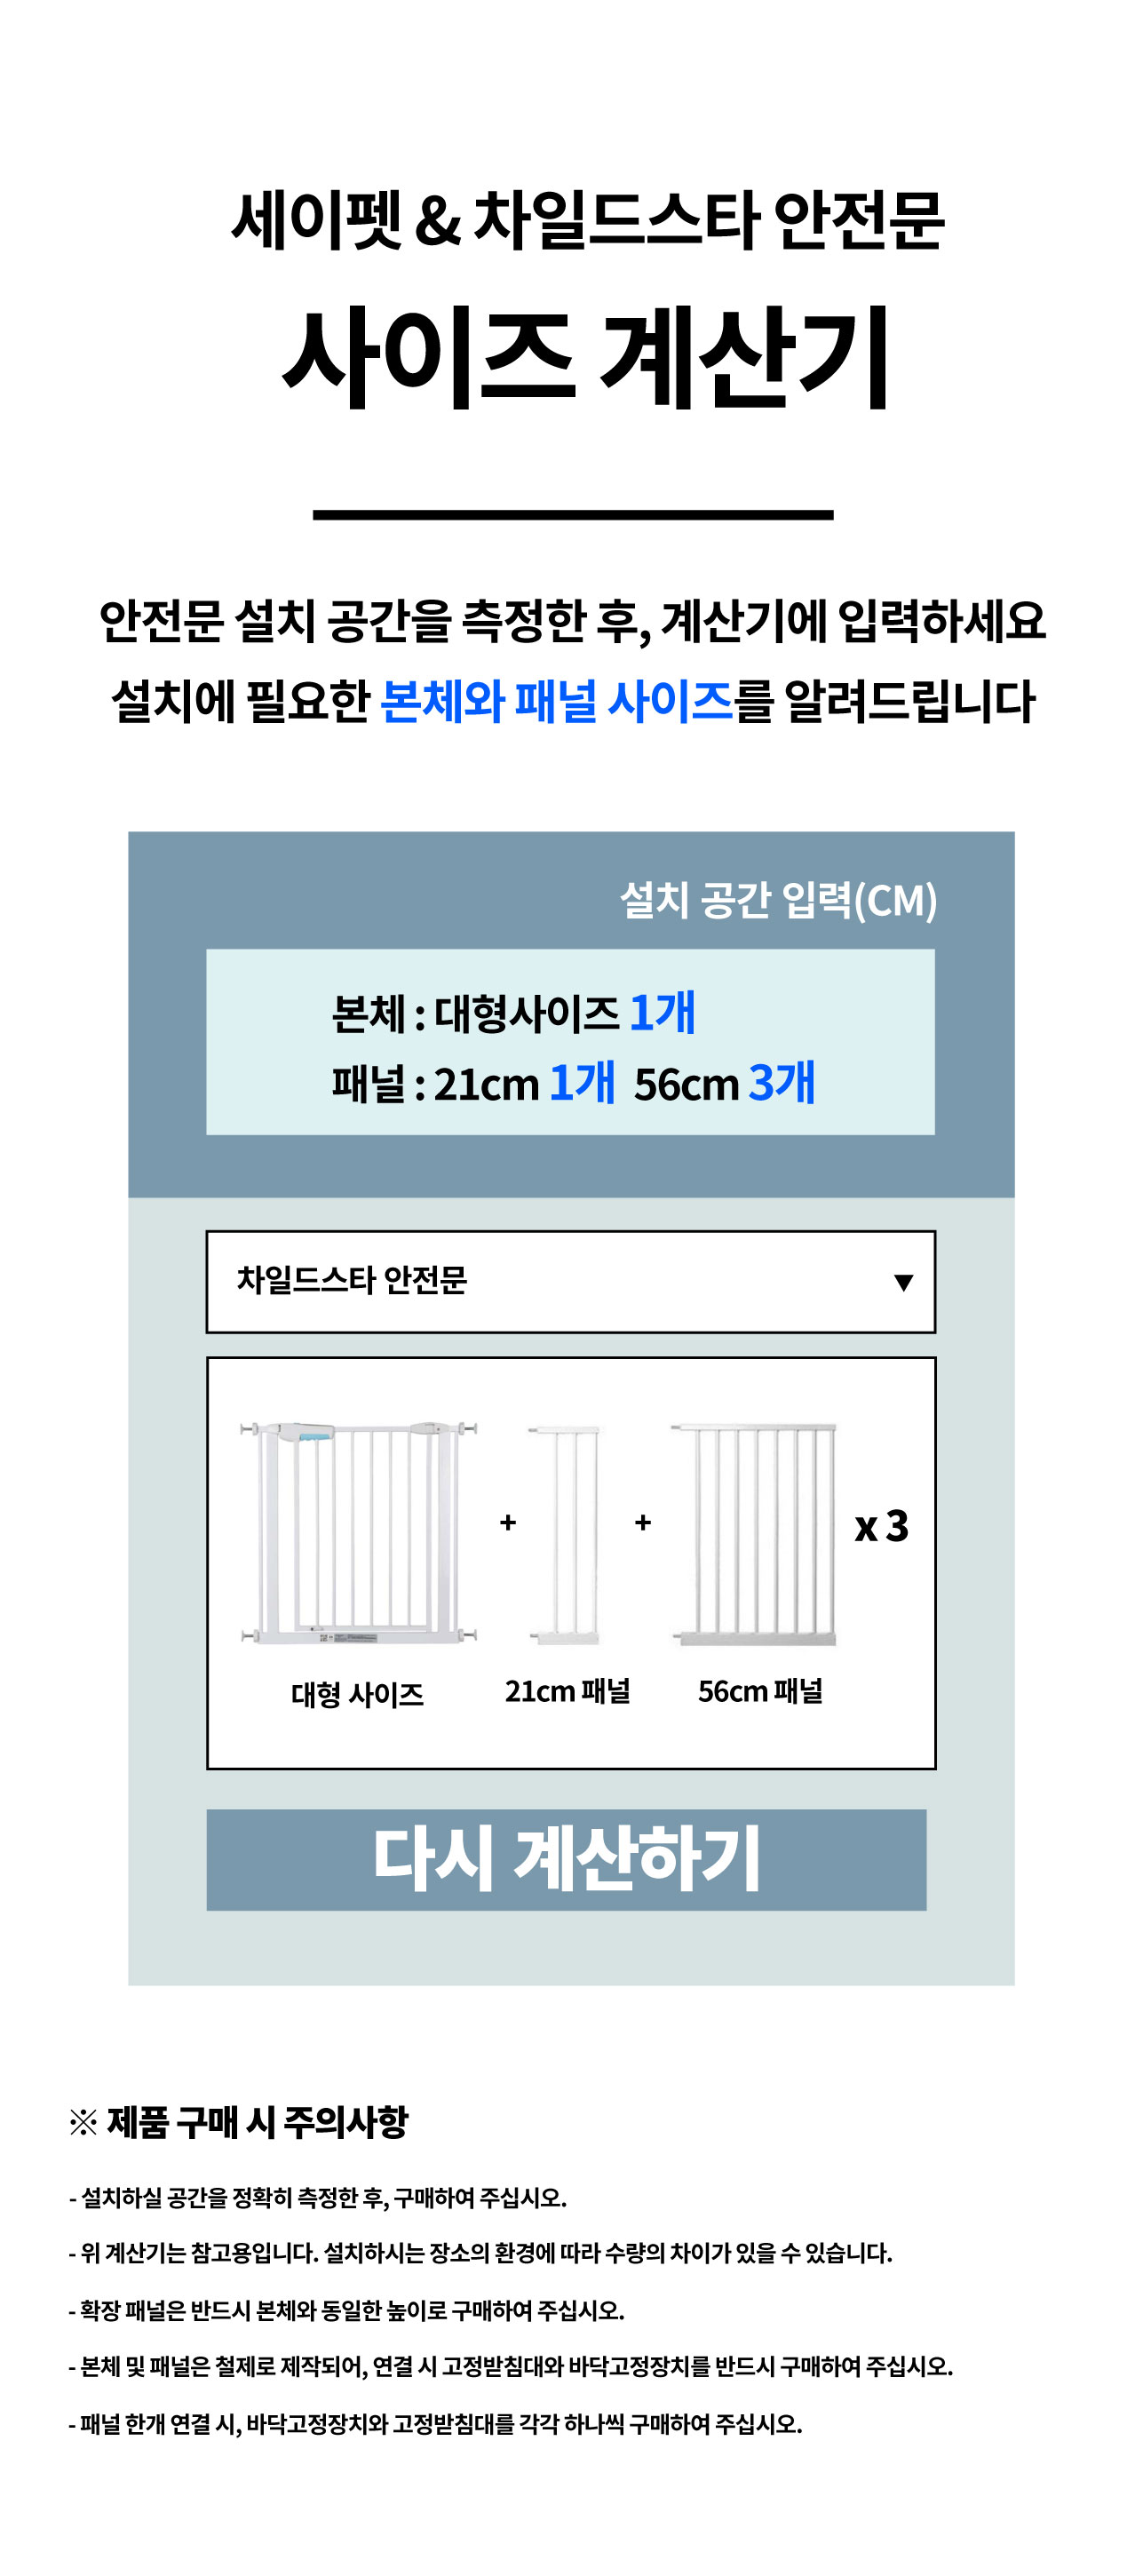 세이펫 & 차일드스타 안전문
사이즈 계산기
안전문 설치 공간을 측정한 후, 계산기에 입력하세요
설치에 필요한 본체와 패널 사이즈를 알려드립니다
설치 공간 입력(CM)
본체 : 대형사이즈 1개
패널 : 21cm 1개 56cm 3개
차일드스타 안전문
▼
+ + x 3
대형 사이즈 21cm 패널 56cm 패널
다시 계산하기
※ 제품 구매 시 주의사항
- 설치하실 공간을 정확히 측정한 후, 구매하여 주십시오.
- 위 계산기는 참고용입니다. 설치하시는 장소의 환경에 따라 수량의 차이가 있을 수 있습니다.
- 확장 패널은 반드시 본체와 동일한 높이로 구매하여 주십시오.
- 본체 및 패널은 철제로 제작되어, 연결 시 고정받침대와 바닥고정장치를 반드시 구매하여 주십시오.
- 패널 한개 연결 시, 바닥고정장치와 고정받침대를 각각 하나씩 구매하여 주십시오.